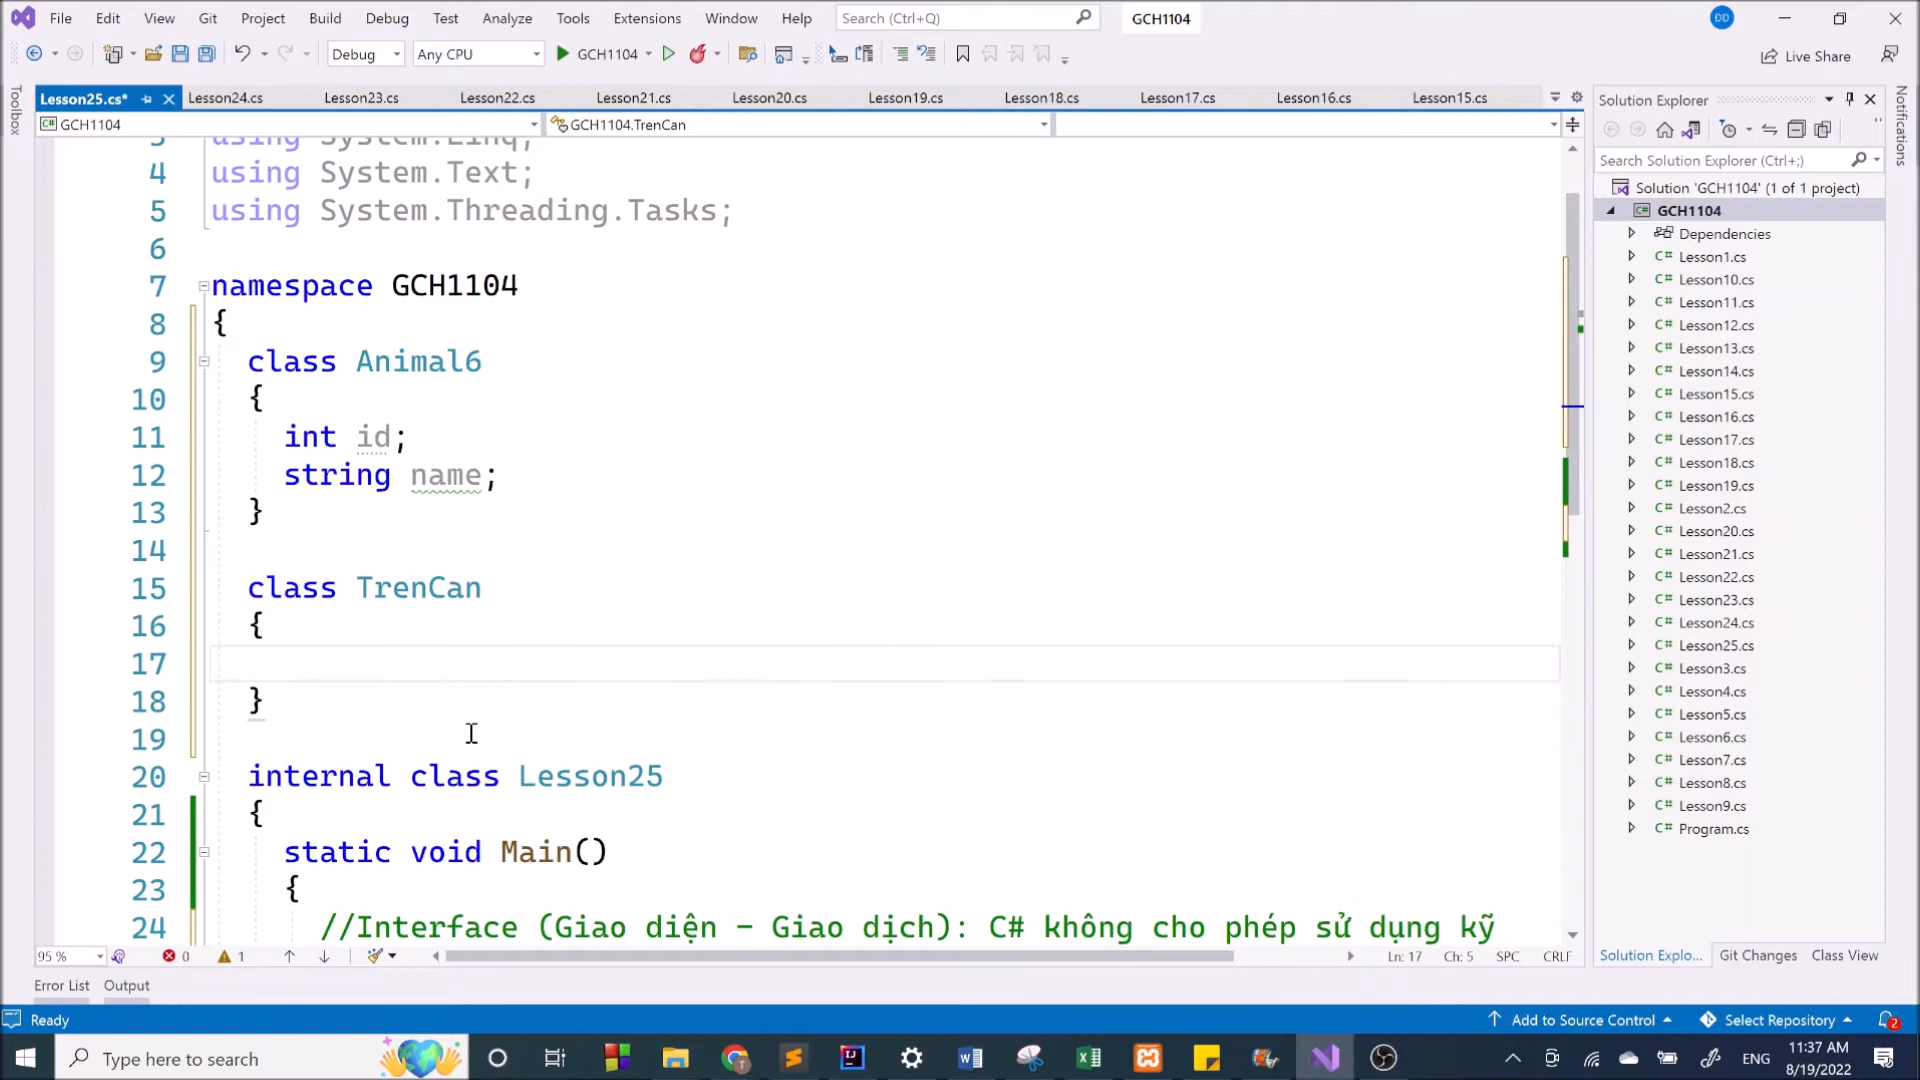 File Edit View Git Project Build Debug Test Analyze Tools Extensions Window Help Search (Ctrl+Q) GCH1104 ĐD
Debug Any CPU GCH1104 Live Share
Lesson25.cs* Lesson24.cs Lesson23.cs Lesson22.cs Lesson21.cs Lesson20.cs Lesson19.cs Lesson18.cs Lesson17.cs Lesson16.cs Lesson15.cs
GCH1104 GCH1104.TrenCan
Toolbox
3 using System.Linq;
4 using System.Text;
5 using System.Threading.Tasks;
6
7 namespace GCH1104
8 {
9 class Animal6
10 {
11 int id;
12 string name;
13 }
14
15 class TrenCan
16 {
17
18 }
19
20 internal class Lesson25
21 {
22 static void Main()
23 {
24 //Interface (Giao diện - Giao dịch): C# không cho phép sử dụng kỹ
95 % 0 1 Ln: 17 Ch: 5 SPC CRLF
Error List Output
Solution Explorer
Search Solution Explorer (Ctrl+;)
Solution 'GCH1104' (1 of 1 project)
GCH1104
Dependencies
C# Lesson1.cs
C# Lesson10.cs
C# Lesson11.cs
C# Lesson12.cs
C# Lesson13.cs
C# Lesson14.cs
C# Lesson15.cs
C# Lesson16.cs
C# Lesson17.cs
C# Lesson18.cs
C# Lesson19.cs
C# Lesson2.cs
C# Lesson20.cs
C# Lesson21.cs
C# Lesson22.cs
C# Lesson23.cs
C# Lesson24.cs
C# Lesson25.cs
C# Lesson3.cs
C# Lesson4.cs
C# Lesson5.cs
C# Lesson6.cs
C# Lesson7.cs
C# Lesson8.cs
C# Lesson9.cs
C# Program.cs
Solution Explo... Git Changes Class View
Notifications
Ready Add to Source Control Select Repository 2
Type here to search ENG 11:37 AM
8/19/2022